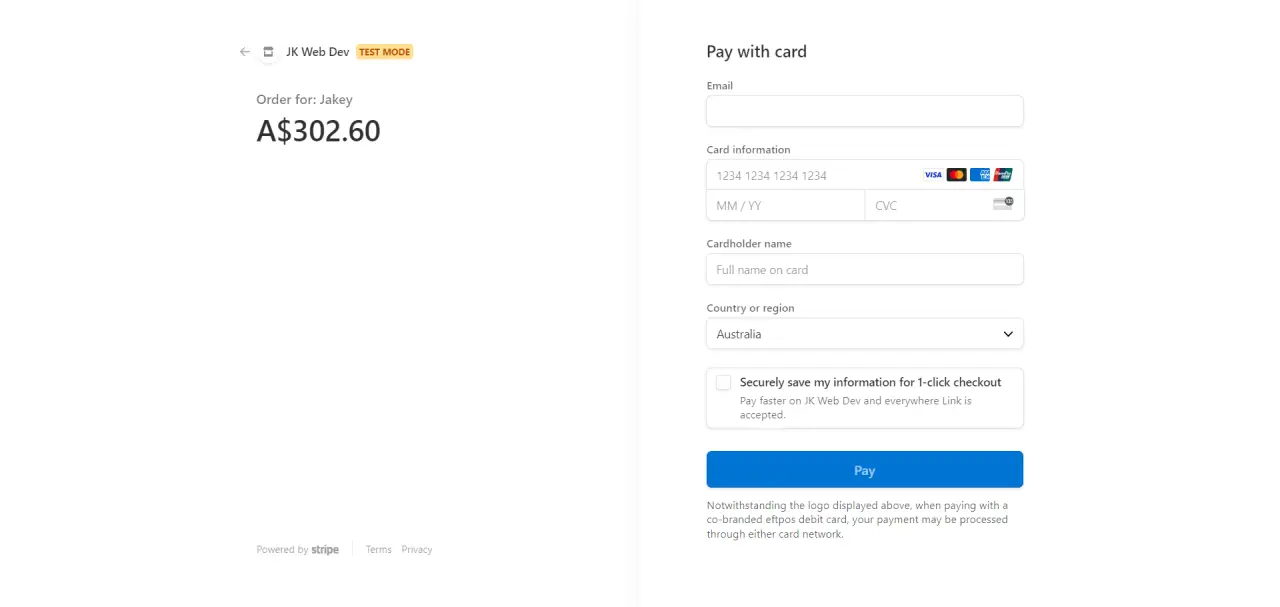 JK Web Dev TEST MODE
Order for: Jakey
A$302.60
Powered by stripe Terms Privacy
Pay with card
Email
Card information
1234 1234 1234 1234 VISA
MM / YY CVC
Cardholder name
Full name on card
Country or region
Australia
Securely save my information for 1-click checkout
Pay faster on JK Web Dev and everywhere Link is
accepted.
Pay
Notwithstanding the logo displayed above, when paying with a
co-branded eftpos debit card, your payment may be processed
through either card network.